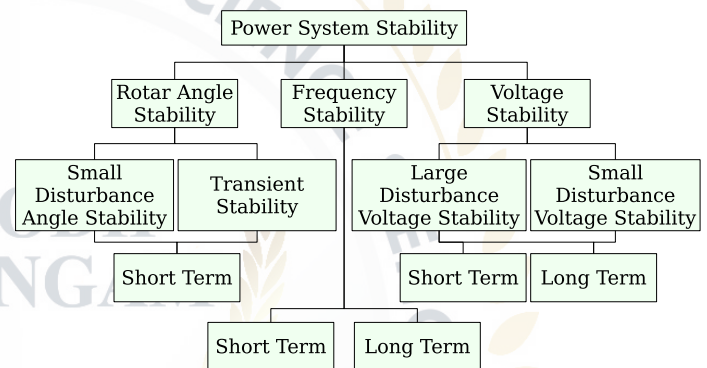 Power System Stability
Rotar Angle
Stability
Frequency
Stability
Voltage
Stability
Small
Disturbance
Angle Stability
Transient
Stability
Large
Disturbance
Voltage Stability
Small
Disturbance
Voltage Stability
Short Term
Short Term
Long Term
Short Term
Long Term